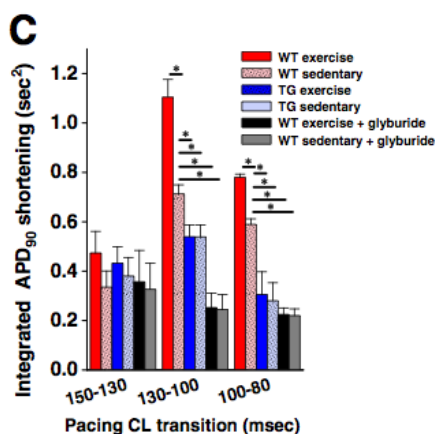 C
WT exercise
WT sedentary
TG exercise
TG sedentary
WT exercise + glyburide
WT sedentary + glyburide
Integrated APD90 shortening (sec2)
1.2
1.0
0.8
0.6
0.4
0.2
0.0
* 
*
*
*
*
*
*
*
*
*
150-130
130-100
100-80
Pacing CL transition (msec)